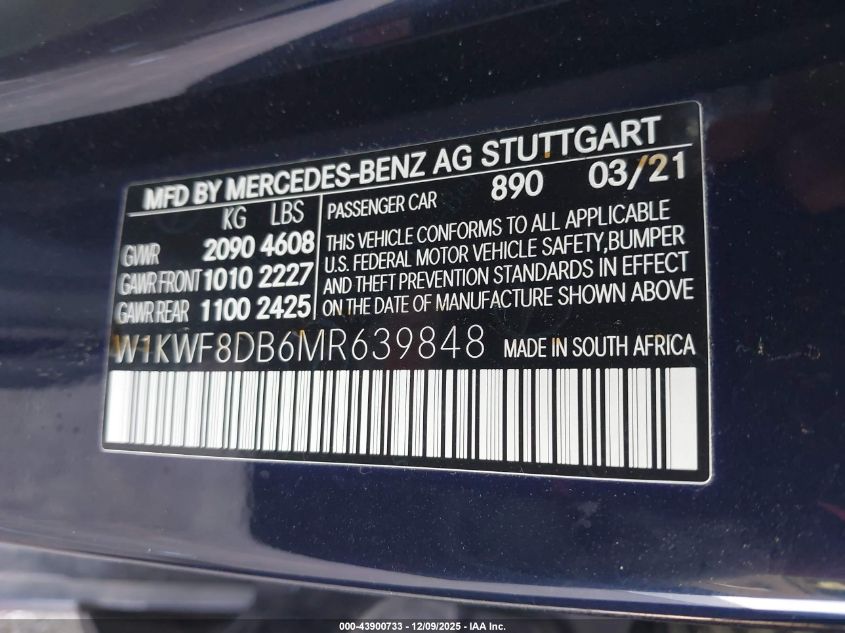 MFD BY MERCEDES-BENZ AG STUTTGART
KG LBS
GVWR 2090 4608
GAWR FRONT 1010 2227
GAWR REAR 1100 2425
PASSENGER CAR 890 03/21
THIS VEHICLE CONFORMS TO ALL APPLICABLE
U.S. FEDERAL MOTOR VEHICLE SAFETY,BUMPER
AND THEFT PREVENTION STANDARDS IN EFFECT
ON THE DATE OF MANUFACTURE SHOWN ABOVE
W1KWF8DB6MR639848 MADE IN SOUTH AFRICA
000-43900733 - 12/09/2025 - IAA Inc.